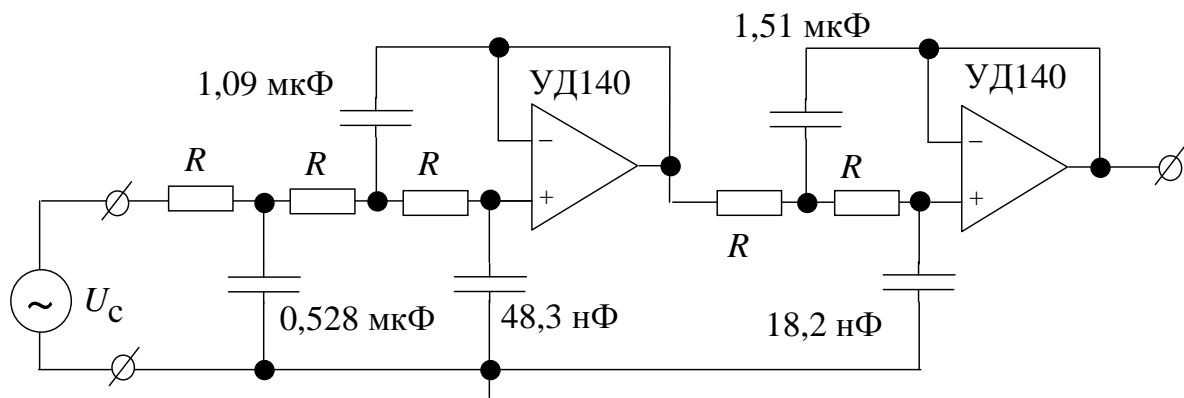 1,51 мкФ
УД140
УД140
1,09 мкФ
−
−
R
R
R
R
+
+
R
~
U с
0,528 мкФ
48,3 нФ
18,2 нФ